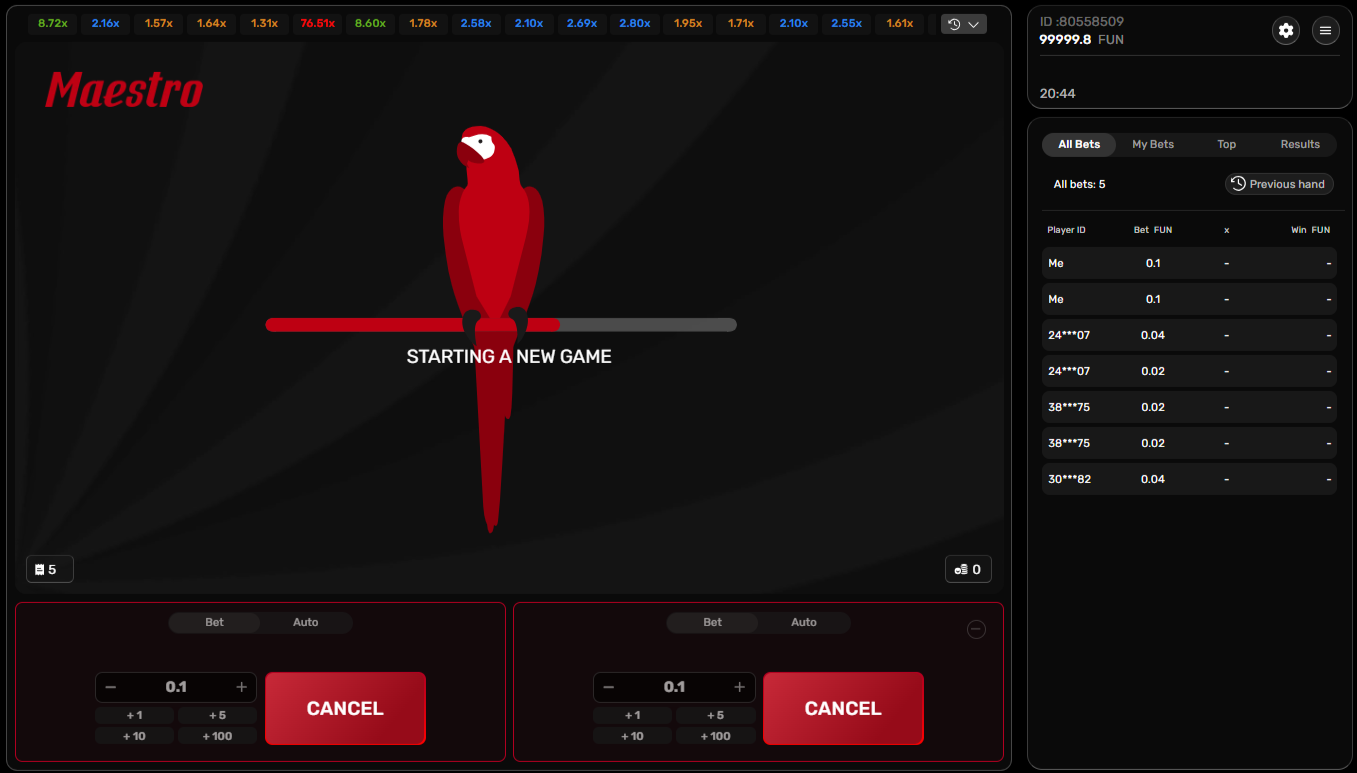 8.72x 2.16x 1.57x 1.64x 1.31x 76.51x 8.60x 1.78x 2.58x 2.10x 2.69x 2.80x 1.95x 1.71x 2.10x 2.55x 1.61x
Maestro
STARTING A NEW GAME
5
0
Bet Auto
0.1
+1 +5
+10 +100
CANCEL
Bet Auto
0.1
+1 +5
+10 +100
CANCEL
ID :80558509
99999.8 FUN
20:44
All Bets My Bets Top Results
All bets: 5 Previous hand
Player ID Bet FUN x Win FUN
Me 0.1 - -
Me 0.1 - -
24***07 0.04 - -
24***07 0.02 - -
38***75 0.02 - -
38***75 0.02 - -
30***82 0.04 - -